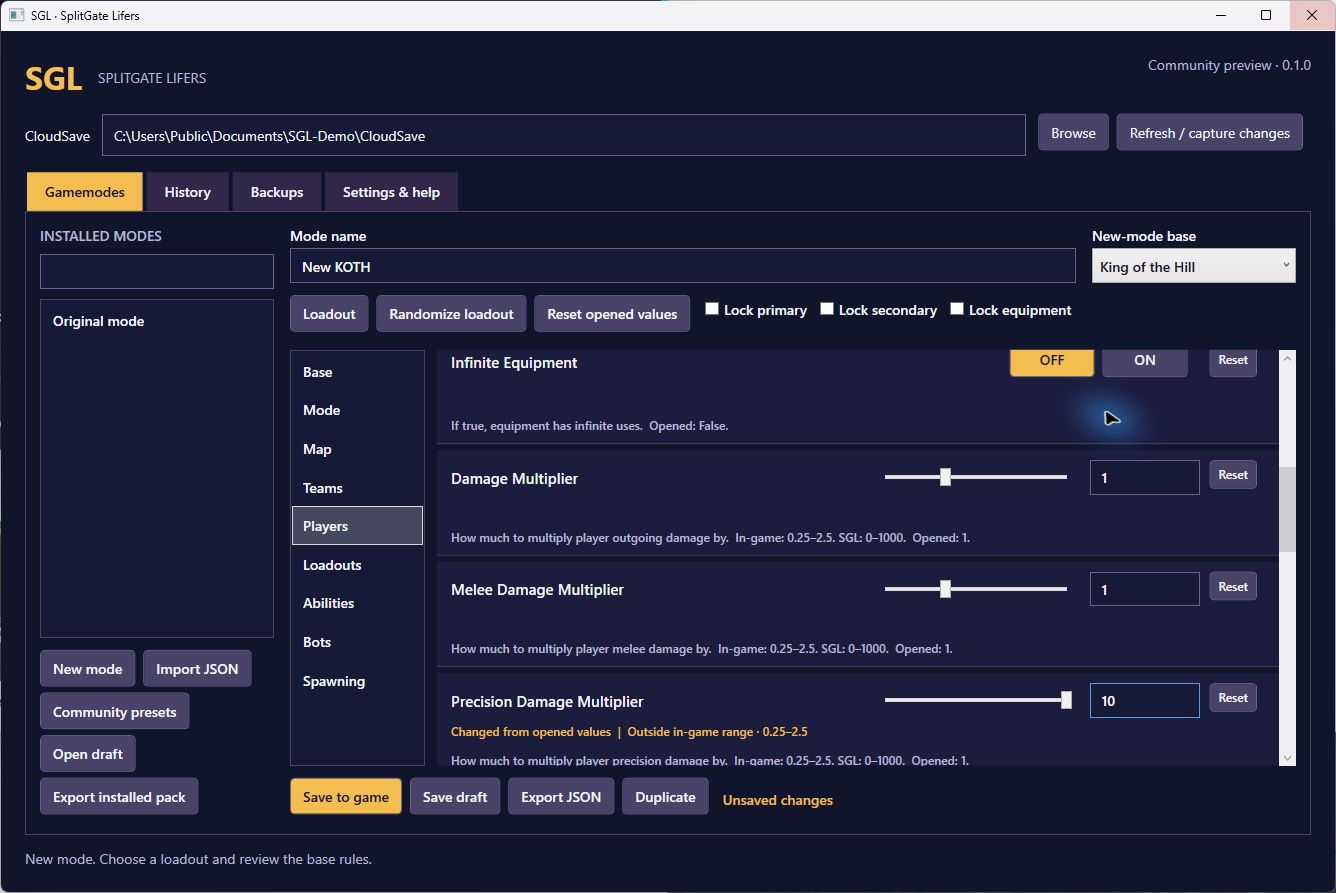 SGL · SplitGate Lifers
SGL SPLITGATE LIFERS
Community preview · 0.1.0
CloudSave
C:\Users\Public\Documents\SGL-Demo\CloudSave
Browse
Refresh / capture changes
Gamemodes
History
Backups
Settings & help
INSTALLED MODES
Original mode
New mode
Import JSON
Community presets
Open draft
Export installed pack
Mode name
New KOTH
New-mode base
King of the Hill
Loadout
Randomize loadout
Reset opened values
Lock primary
Lock secondary
Lock equipment
Base
Mode
Map
Teams
Players
Loadouts
Abilities
Bots
Spawning
Infinite Equipment
OFF
ON
Reset
If true, equipment has infinite uses. Opened: False.
Damage Multiplier
1
Reset
How much to multiply player outgoing damage by. In-game: 0.25–2.5. SGL: 0–1000. Opened: 1.
Melee Damage Multiplier
1
Reset
How much to multiply player melee damage by. In-game: 0.25–2.5. SGL: 0–1000. Opened: 1.
Precision Damage Multiplier
10
Reset
Changed from opened values | Outside in-game range · 0.25–2.5
How much to multiply player precision damage by. In-game: 0.25–2.5. SGL: 0–1000. Opened: 1.
Save to game
Save draft
Export JSON
Duplicate
Unsaved changes
New mode. Choose a loadout and review the base rules.